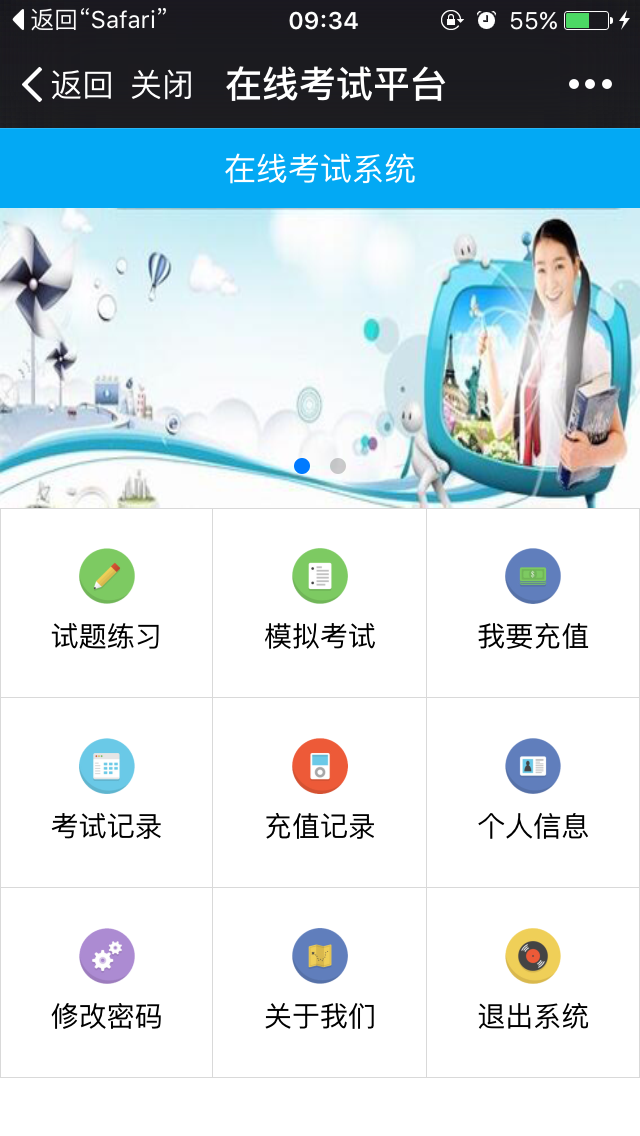 返回“Safari” 09:34 55%
返回 关闭 在线考试平台
在线考试系统
试题练习 模拟考试 我要充值
考试记录 充值记录 个人信息
修改密码 关于我们 退出系统